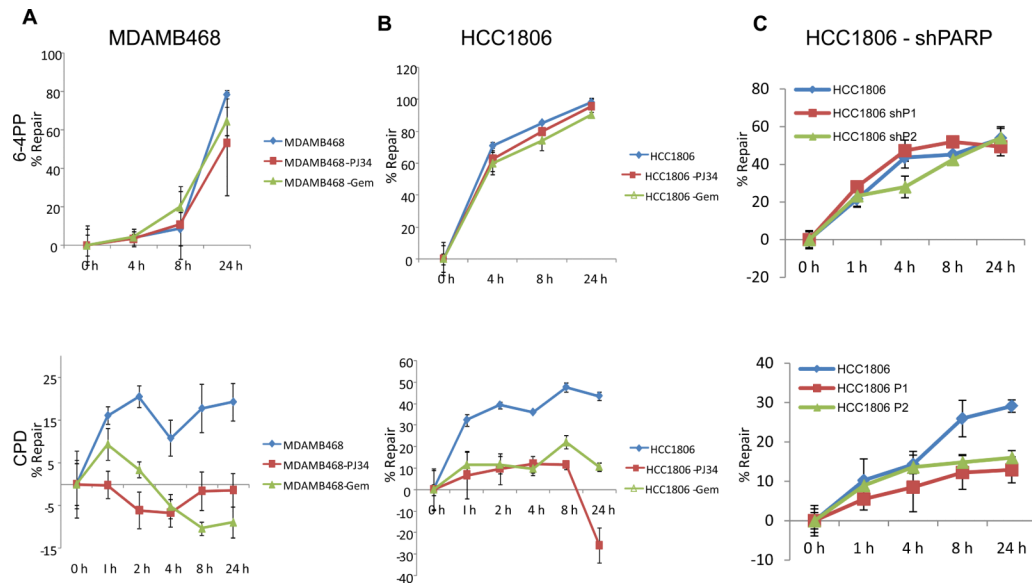 A
MDAMB468
6-4PP
% Repair
100
80
60
40
20
0
0 h
4 h
8 h
24 h
MDAMB468
MDAMB468-PJ34
MDAMB468 -Gem
B
HCC1806
% Repair
120
100
80
60
40
20
0
0h
4 h
8 h
24 h
HCC1806
HCC1806 -PJ34
HCC1806 -Gem
C
HCC1806 - shPARP
% Repair
80
60
40
20
0
-20
0 h
1 h
4 h
8 h
24 h
HCC1806
HCC1806 shP1
HCC1806 shP2
CPD
% Repair
25
15
5
-5
-15
0 h
1h
2 h
4 h
8 h
24 h
MDAMB468
MDAMB468-PJ34
MDAMB468-Gem
% Repair
60
50
40
30
20
10
0
-10
-20
-30
-40
0h
1h
2 h
4 h
8 h
24 h
HCC1806
HCC1806 -PJ34
HCC1806 -Gem
% Repair
40
30
20
10
0
-10
0 h
1 h
4 h
8 h
24 h
HCC1806
HCC1806 P1
HCC1806 P2